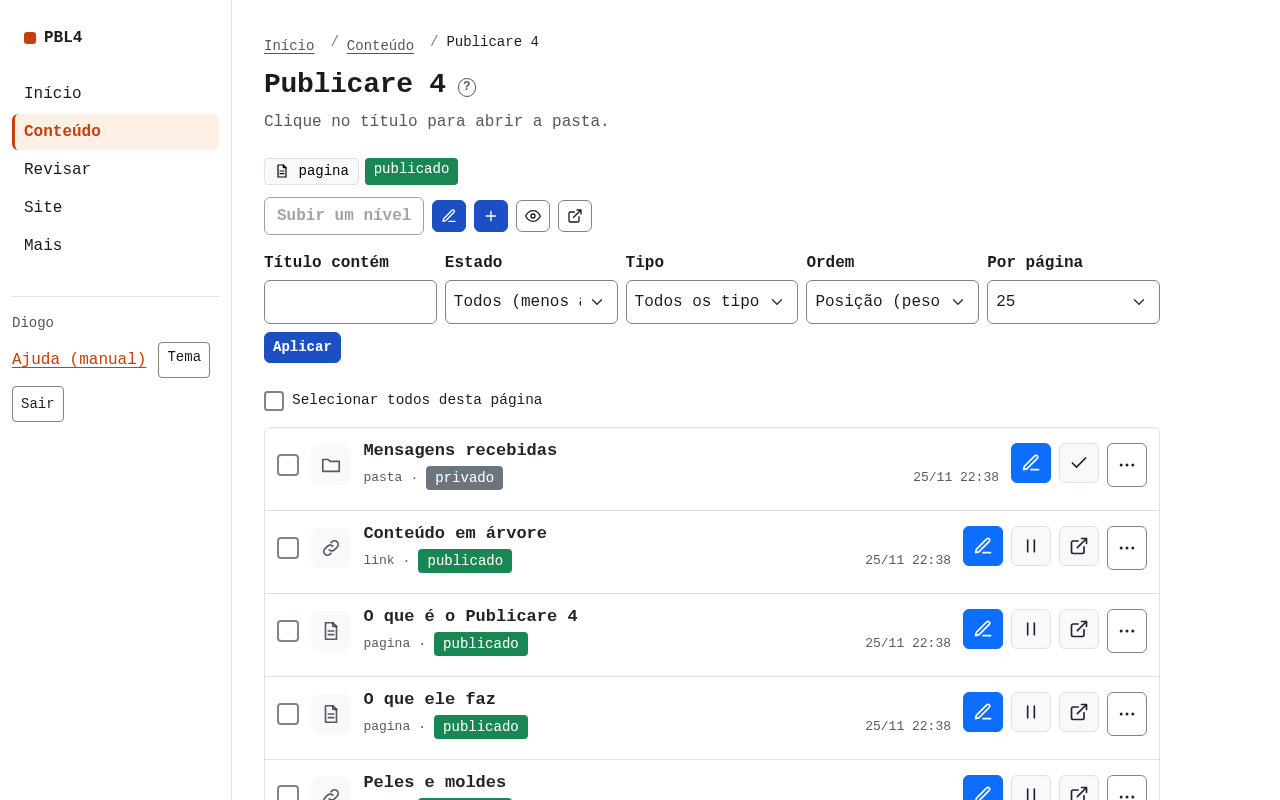 PBL4
Início
Conteúdo
Revisar
Site
Mais
Diogo
Ajuda (manual)
Tema
Sair
Início / Conteúdo / Publicare 4
Publicare 4 ?
Clique no título para abrir a pasta.
pagina publicado
Subir um nível
Título contém Estado Tipo Ordem Por página
Todos (menos a Todos os tipo Posição (peso 25
Aplicar
Selecionar todos desta página
Mensagens recebidas
pasta · privado 25/11 22:38
Conteúdo em árvore
link · publicado 25/11 22:38
O que é o Publicare 4
pagina · publicado 25/11 22:38
O que ele faz
pagina · publicado 25/11 22:38
Peles e moldes